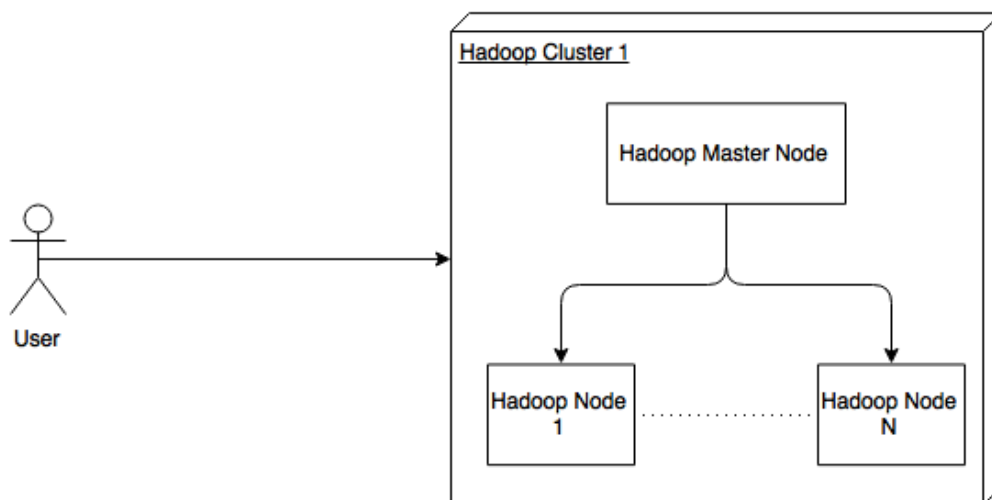 Hadoop Cluster 1
Hadoop Master Node
User
Hadoop Node
1
Hadoop Node
N